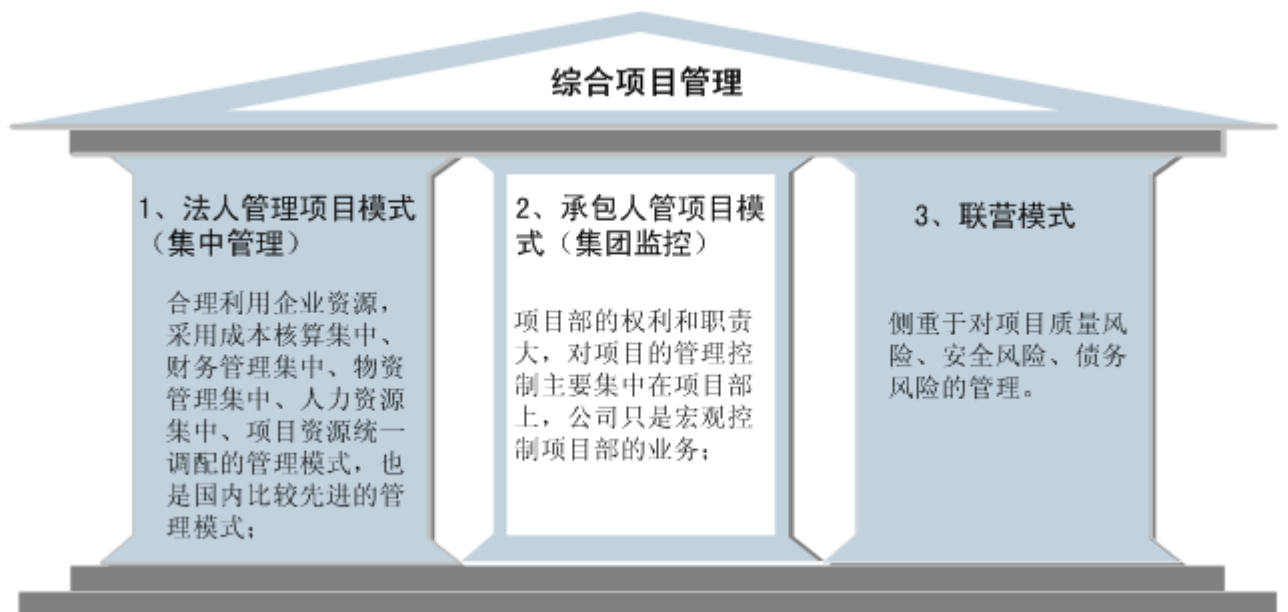 综合项目管理
1、法人管理项目模式
（集中管理）
合理利用企业资源，
采用成本核算集中、
财务管理集中、物资
管理集中、人力资源
集中、项目资源统一
调配的管理模式，也
是国内比较先进的管
理模式；
2、承包人管项目模
式（集团监控）
项目部的权利和职责
大，对项目的管理控
制主要集中在项目部
上，公司只是宏观控
制项目部的业务；
3、联营模式
侧重于对项目质量风
险、安全风险、债务
风险的管理。